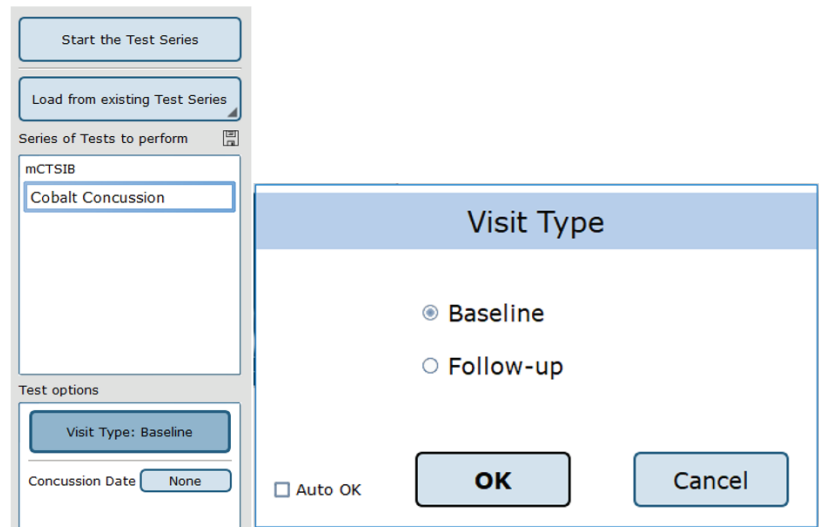 Start the Test Series
Load from existing Test Series
Series of Tests to perform
mCTSIB
Cobalt Concussion
Test options
Visit Type: Baseline
Concussion Date None
Visit Type
Baseline
Follow-up
Auto OK
OK
Cancel